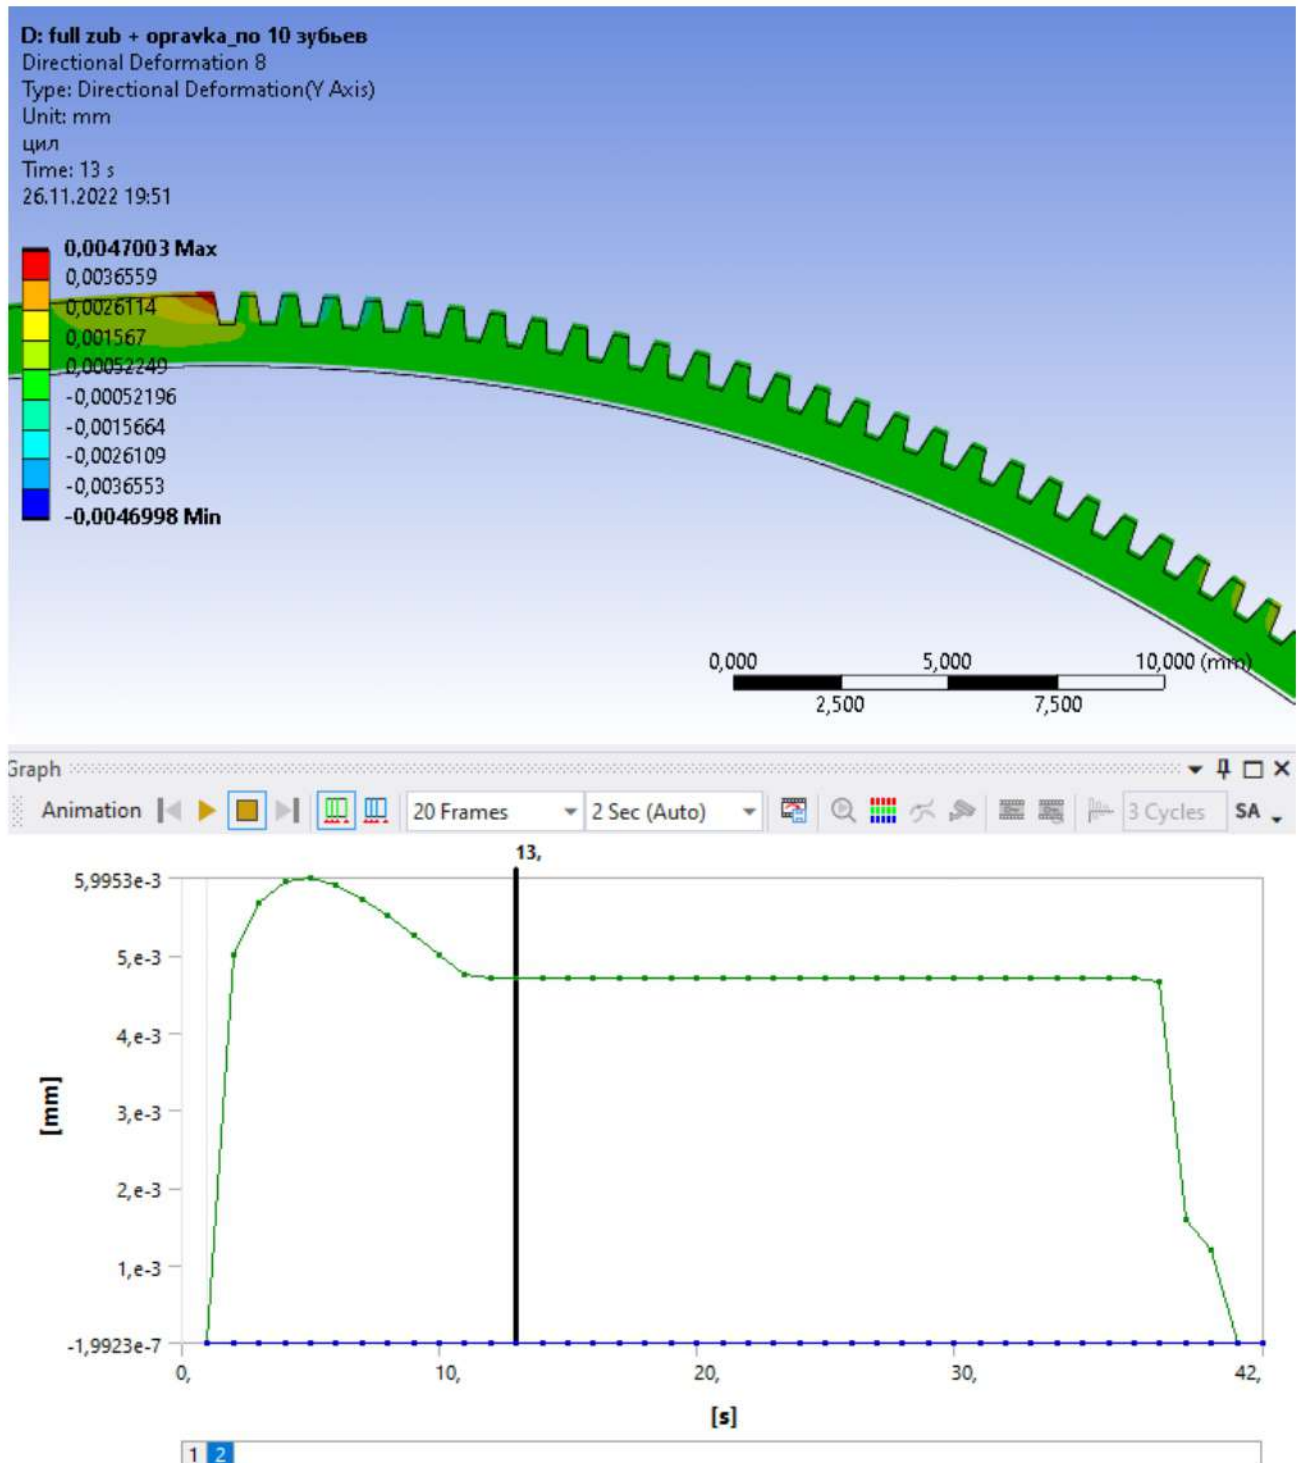 D: full zub + opravka_по 10 зубьев
Directional Deformation 8
Type: Directional Deformation(Y Axis)
Unit: mm
цил
Time: 13 s
26.11.2022 19:51
0,0047003 Max
0,0036559
0,0026114
0,001567
0,00052249
-0,00052196
-0,0015664
-0,0026109
-0,0036553
-0,0046998 Min
0,000 5,000 10,000 (mm)
2,500 7,500
Graph
Animation 20 Frames 2 Sec (Auto) 3 Cycles SA
13,
5,9953e-3
5,e-3
4,e-3
3,e-3
2,e-3
1,e-3
-1,9923e-7
[mm]
0, 10, 20, 30, 42,
[s]
1 2